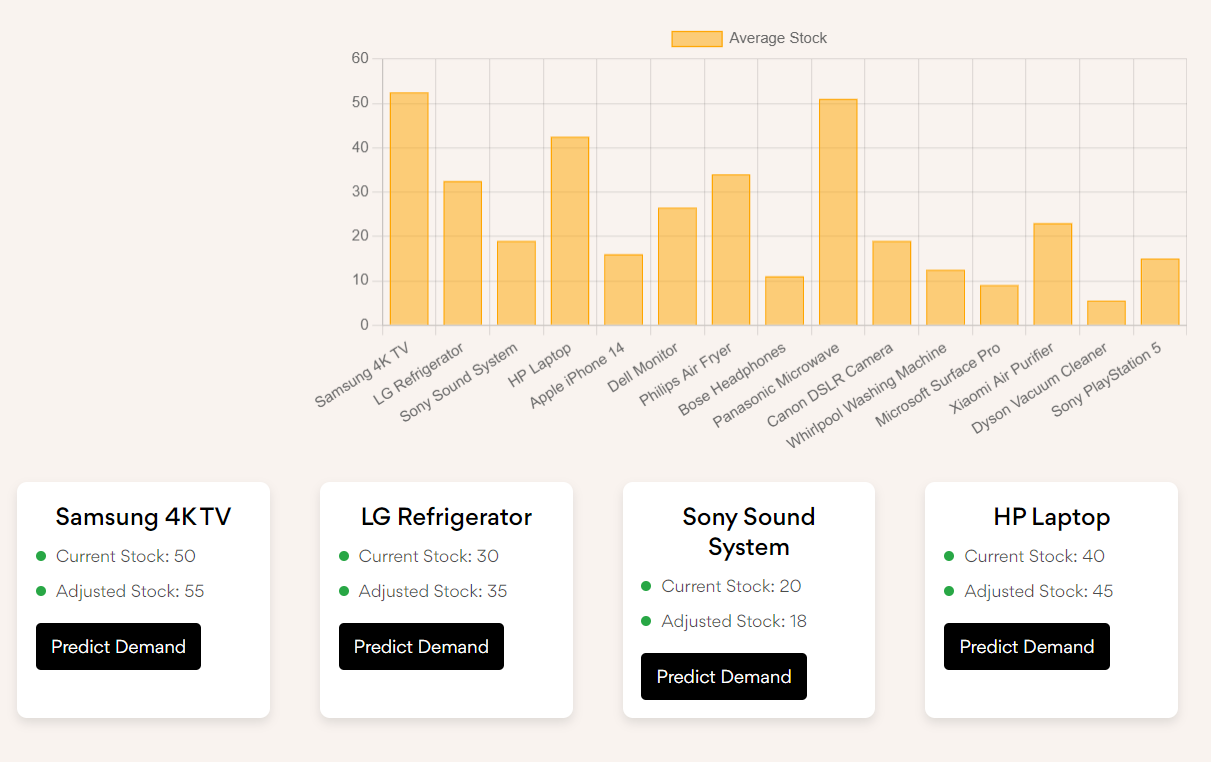 Average Stock
60
50
40
30
20
10
0
Samsung 4K TV
LG Refrigerator
Sony Sound System
HP Laptop
Apple iPhone 14
Dell Monitor
Philips Air Fryer
Bose Headphones
Panasonic Microwave
Canon DSLR Camera
Whirlpool Washing Machine
Microsoft Surface Pro
Xiaomi Air Purifier
Dyson Vacuum Cleaner
Sony PlayStation 5
Samsung 4K TV
Current Stock: 50
Adjusted Stock: 55
Predict Demand
LG Refrigerator
Current Stock: 30
Adjusted Stock: 35
Predict Demand
Sony Sound
System
Current Stock: 20
Adjusted Stock: 18
Predict Demand
HP Laptop
Current Stock: 40
Adjusted Stock: 45
Predict Demand